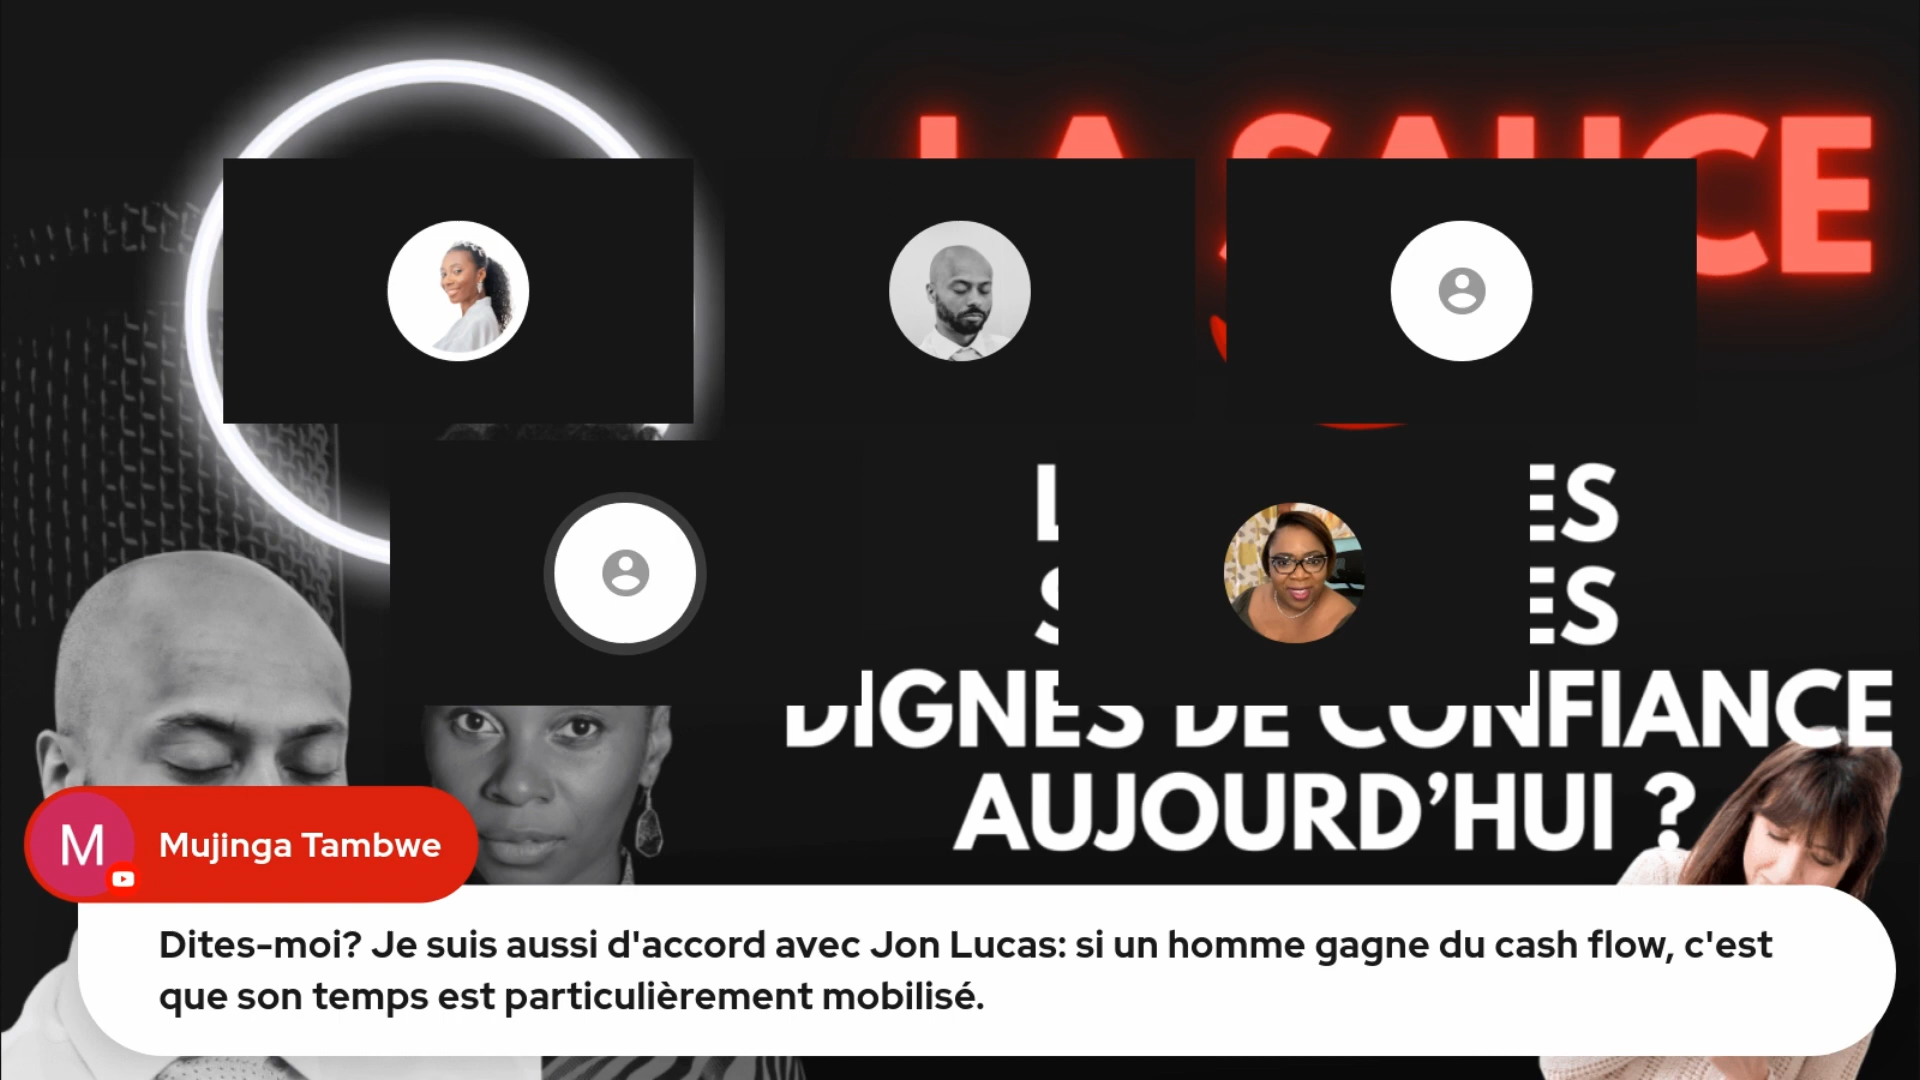 LA SAUCE
DIGNES DE CONFIANCE
AUJOURD'HUI ?
M
Mujinga Tambwe
Dites-moi? Je suis aussi d'accord avec Jon Lucas: si un homme gagne du cash flow, c'est
que son temps est particulièrement mobilisé.